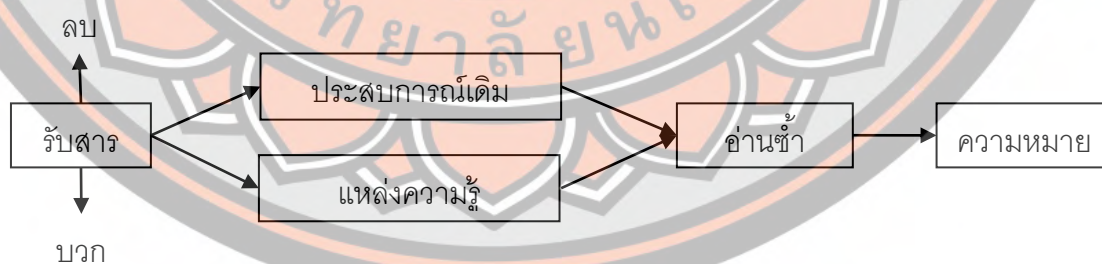 ลบ
ประสบการณ์เดิม
รับสาร
อ่านซ้ำ
ความหมาย
แหล่งความรู้
บวก